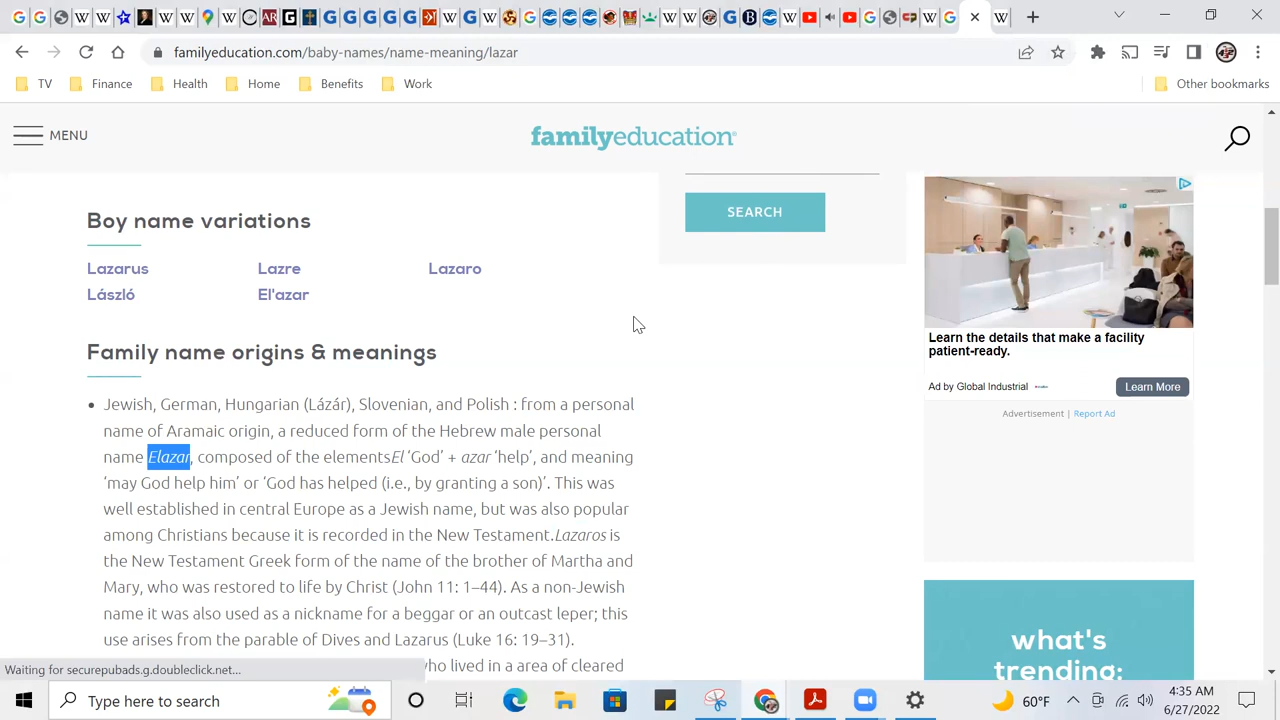 familyeducation.com/baby-names/name-meaning/lazar
TV Finance Health Home Benefits Work Other bookmarks
MENU familyeducation
SEARCH
Boy name variations
Lazarus Lazre Lazaro
László El'azar
Family name origins & meanings
Jewish, German, Hungarian (Lázár), Slovenian, and Polish : from a personal
name of Aramaic origin, a reduced form of the Hebrew male personal
name Elazar, composed of the elementsEl ‘God’ + azar ‘help’, and meaning
‘may God help him’ or ‘God has helped (i.e., by granting a son)’. This was
well established in central Europe as a Jewish name, but was also popular
among Christians because it is recorded in the New Testament.Lazaros is
the New Testament Greek form of the name of the brother of Martha and
Mary, who was restored to life by Christ (John 11: 1–44). As a non-Jewish
name it was also used as a nickname for a beggar or an outcast leper; this
use arises from the parable of Dives and Lazarus (Luke 16: 19–31).
who lived in a area of cleared
Learn the details that make a facility
patient-ready.
Ad by Global Industrial
Learn More
Advertisement | Report Ad
what's
trending:
Waiting for securepubads.g.doubleclick.net...
Type here to search
60°F
4:35 AM
6/27/2022